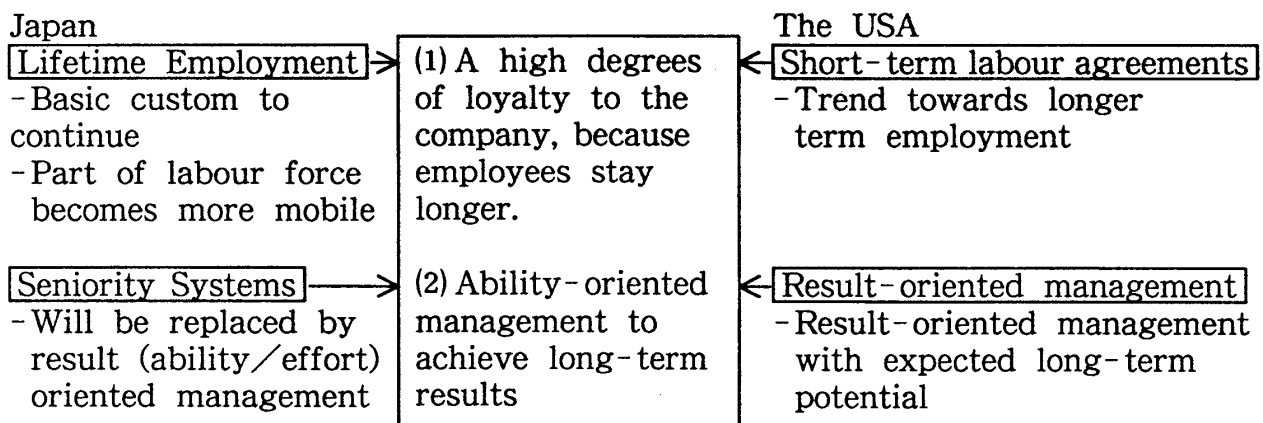 Japan
Lifetime Employment
-Basic custom to
continue
-Part of labour force
becomes more mobile
Seniority Systems
-Will be replaced by
result (ability/effort)
oriented management
(1) A high degrees
of loyalty to the
company, because
employees stay
longer.
(2) Ability-oriented
management to
achieve long-term
results
The USA
Short-term labour agreements
-Trend towards longer
term employment
Result-oriented management
-Result-oriented management
with expected long-term
potential